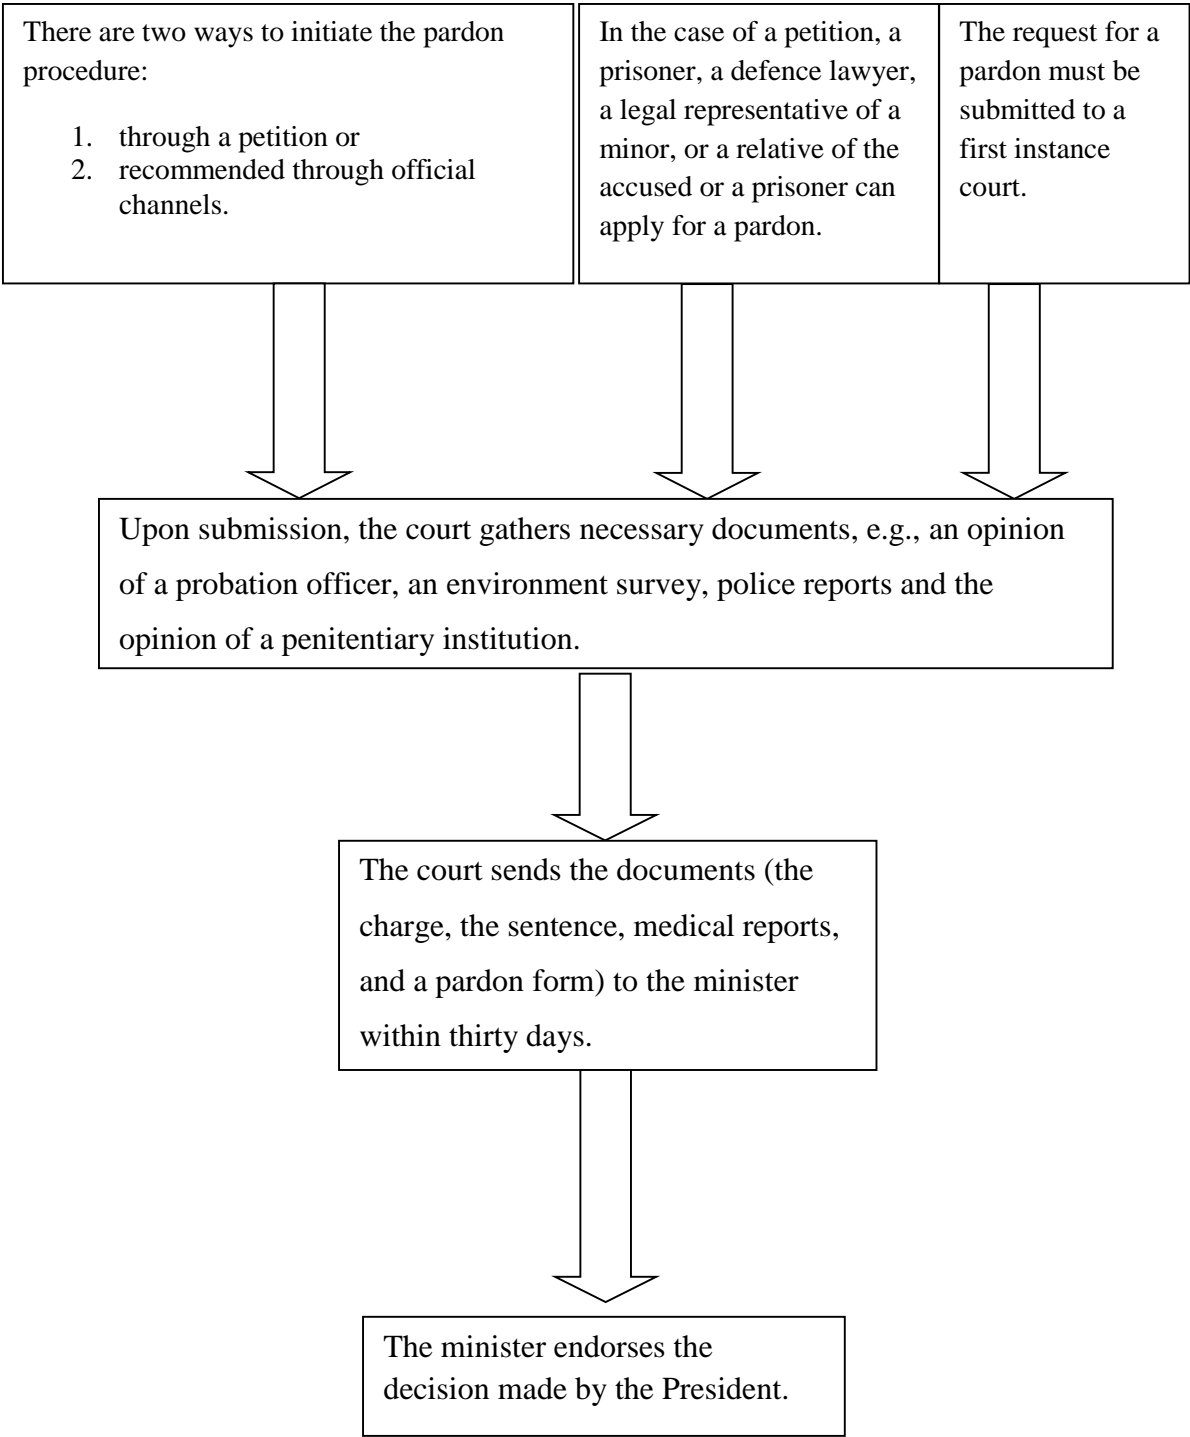 There are two ways to initiate the pardon
procedure:
1. through a petition or
2. recommended through official
channels.
In the case of a petition, a
prisoner, a defence lawyer,
a legal representative of a
minor, or a relative of the
accused or a prisoner can
apply for a pardon.
The request for a
pardon must be
submitted to a
first instance
court.
Upon submission, the court gathers necessary documents, e.g., an opinion
of a probation officer, an environment survey, police reports and the
opinion of a penitentiary institution.
The court sends the documents (the
charge, the sentence, medical reports,
and a pardon form) to the minister
within thirty days.
The minister endorses the
decision made by the President.